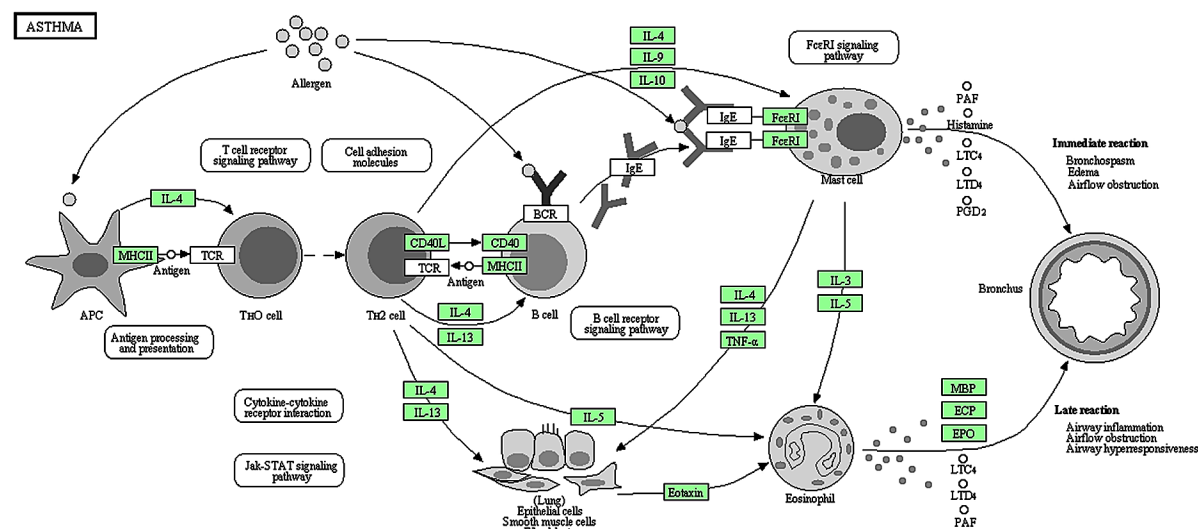 ASTHMA
Allergen
IL-4
IL-9
IL-10
FcεRI signaling
pathway
T cell receptor
signaling pathway
Cell adhesion
molecules
IgE
FcεRI
IgE
FcεRI
IgE
Mast cell
PAF
Histamine
LTC4
LTD4
PGD2
Immediate reaction
Bronchospasm
Edema
Airflow obstruction
IL-4
BCR
MHCII
Antigen
TCR
CD40L
CD40
TCR
Antigen
MHCII
APC
TH0 cell
TH2 cell
B cell
Antigen processing
and presentation
IL-4
IL-13
B cell receptor
signaling pathway
IL-4
IL-13
TNF-α
IL-3
IL-5
Bronchus
Cytokine-cytokine
receptor interaction
IL-4
IL-13
IL-5
MBP
ECP
EPO
Late reaction
Airway inflammation
Airflow obstruction
Airway hyperresponsiveness
Jak-STAT signaling
pathway
Eotaxin
Eosinophil
LTC4
LTD4
PAF
(Lung)
Epithelial cells
Smooth muscle cells